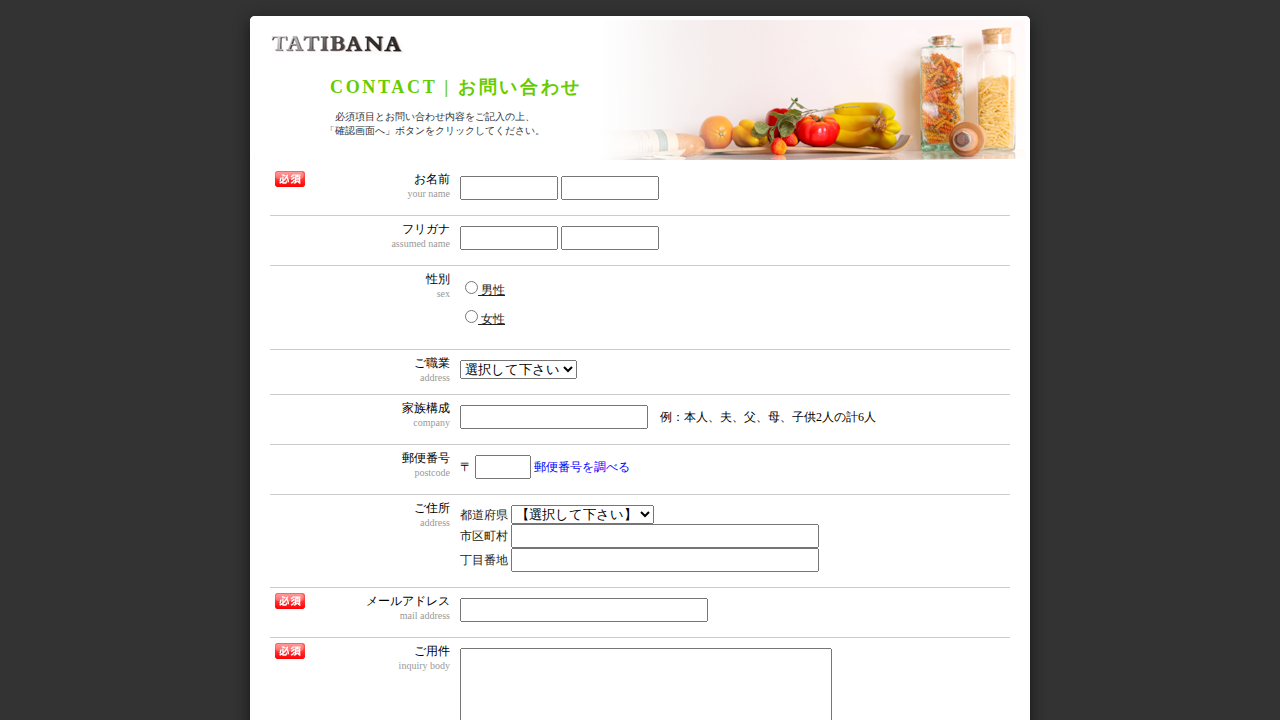 TATIBANA
CONTACT | お問い合わせ
必須項目とお問い合わせ内容をご記入の上、
「確認画面へ」ボタンをクリックしてください。
必須 お名前
your name
フリガナ
assumed name
性別
sex
男性
女性
ご職業
address
選択して下さい
家族構成
company
例：本人、夫、父、母、子供2人の計6人
郵便番号
postcode
〒 郵便番号を調べる
ご住所
address
都道府県 【選択して下さい】
市区町村
丁目番地
必須 メールアドレス
mail address
必須 ご用件
inquiry body